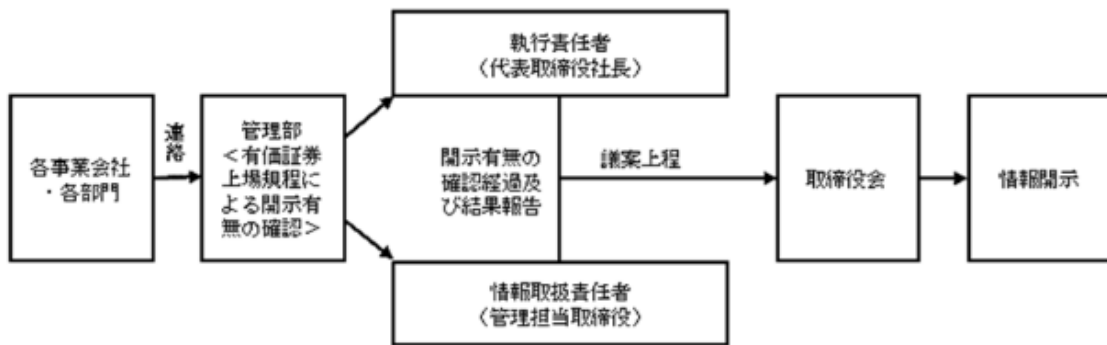 各事業会社
・各部門
連絡
管理部
＜有価証券
上場規程に
よる開示有
無の確認＞
執行責任者
（代表取締役社長）
開示有無の
確認経過及
び結果報告
情報取扱責任者
（管理担当取締役）
議案上程
取締役会
情報開示